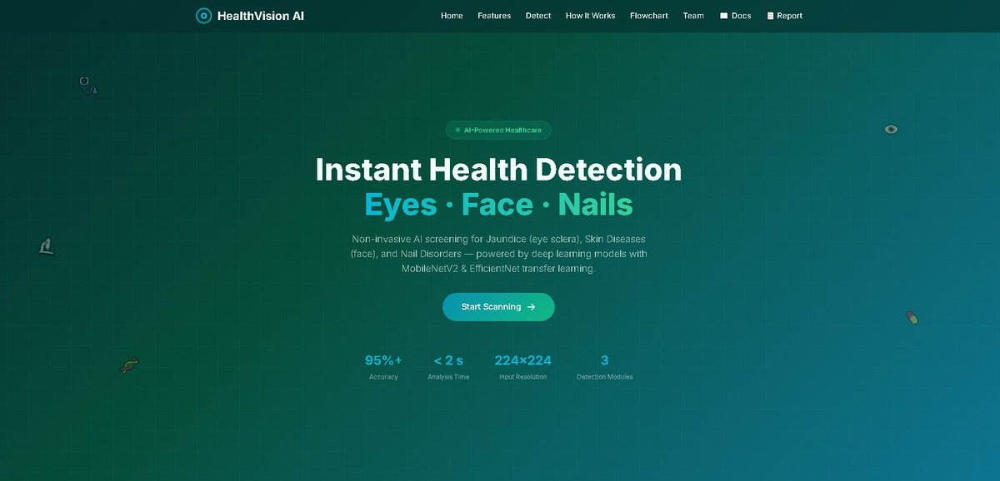 HealthVision AI
Home Features Detect How It Works Flowchart Team Docs Report
AI-Powered Healthcare
Instant Health Detection
Eyes · Face · Nails
Non-invasive AI screening for Jaundice (eye sclera), Skin Diseases
(face), and Nail Disorders — powered by deep learning models with
MobileNetV2 & EfficientNet transfer learning.
Start Scanning →
95%+ < 2 s 224×224 3
Accuracy Analysis Time Input Resolution Detection Modules